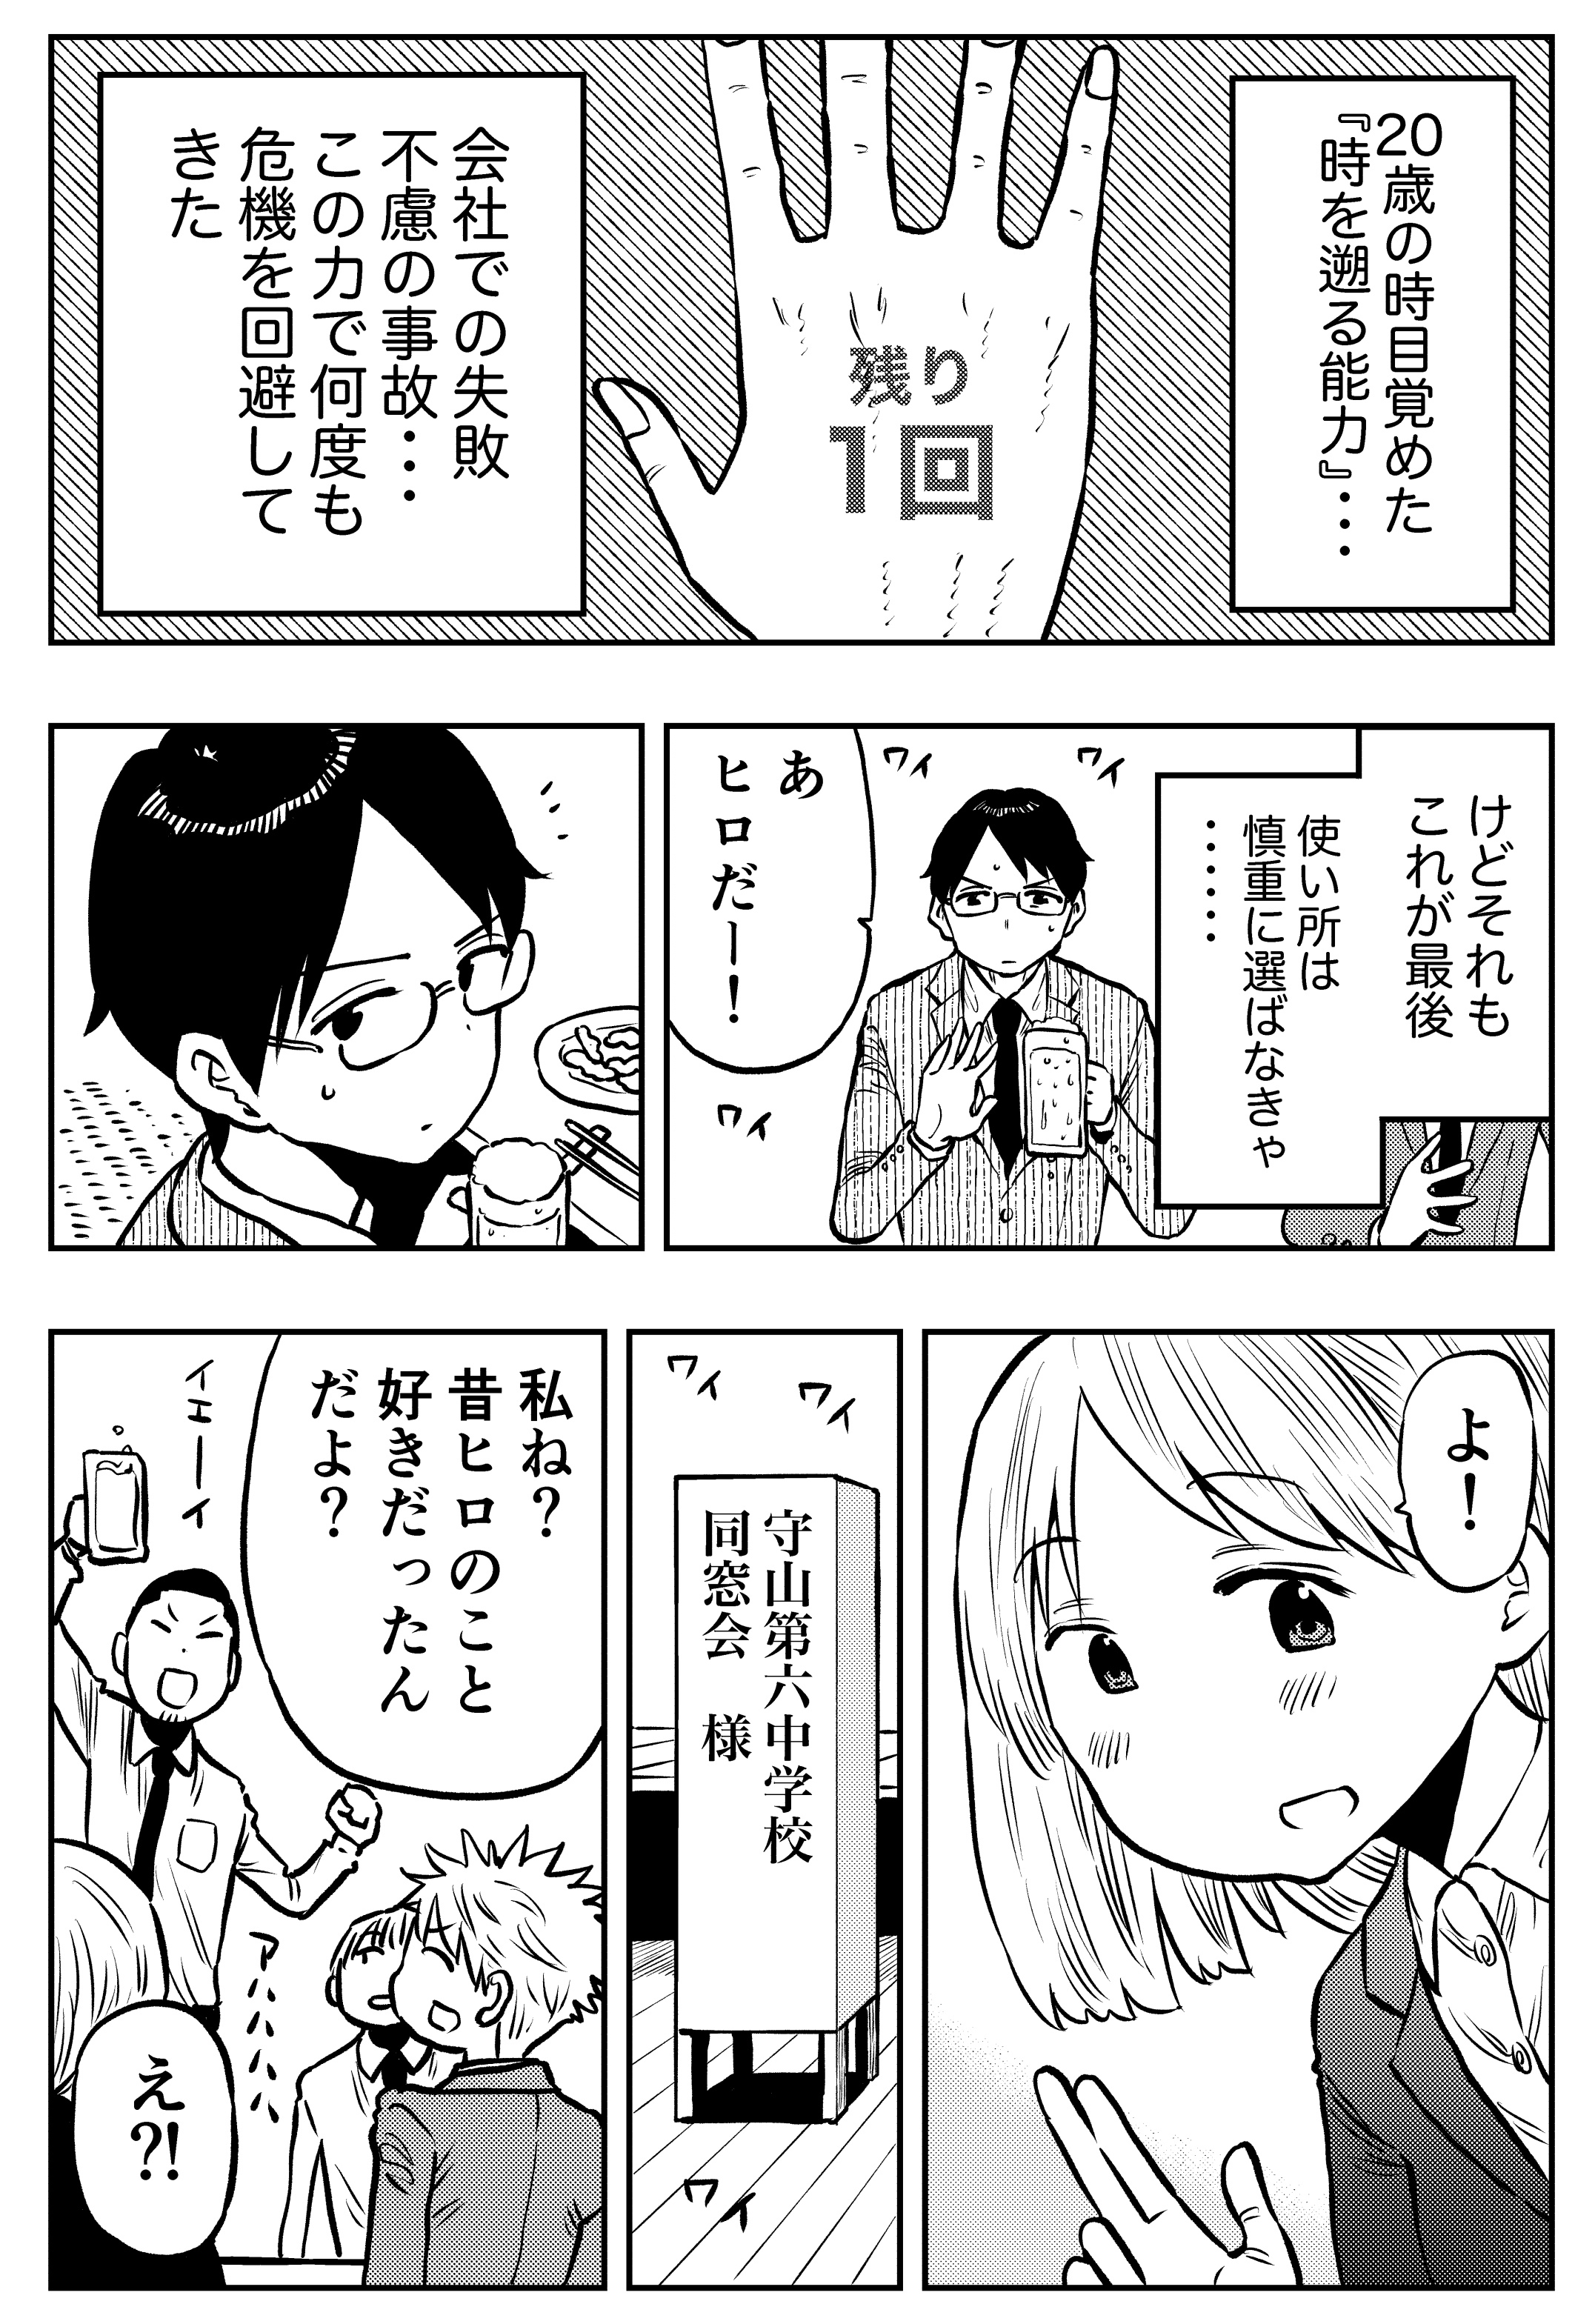 20歳の時目覚めた
『時を遡る能力』・・・
残り
1回
会社での失敗
不慮の事故・・・
この力で何度も
危機を回避して
きた
けどそれも
これが最後
使い所は
慎重に選ばなきゃ
・・・・・・
ワイ
ワイ
あ
ヒロだー！
ワイ
よ！
ワイ
ワイ
守山第六中学校
同窓会　様
ワイ
私ね？
昔ヒロのこと
好きだったん
だよ？
イエーイ
アハハハハ
え?!